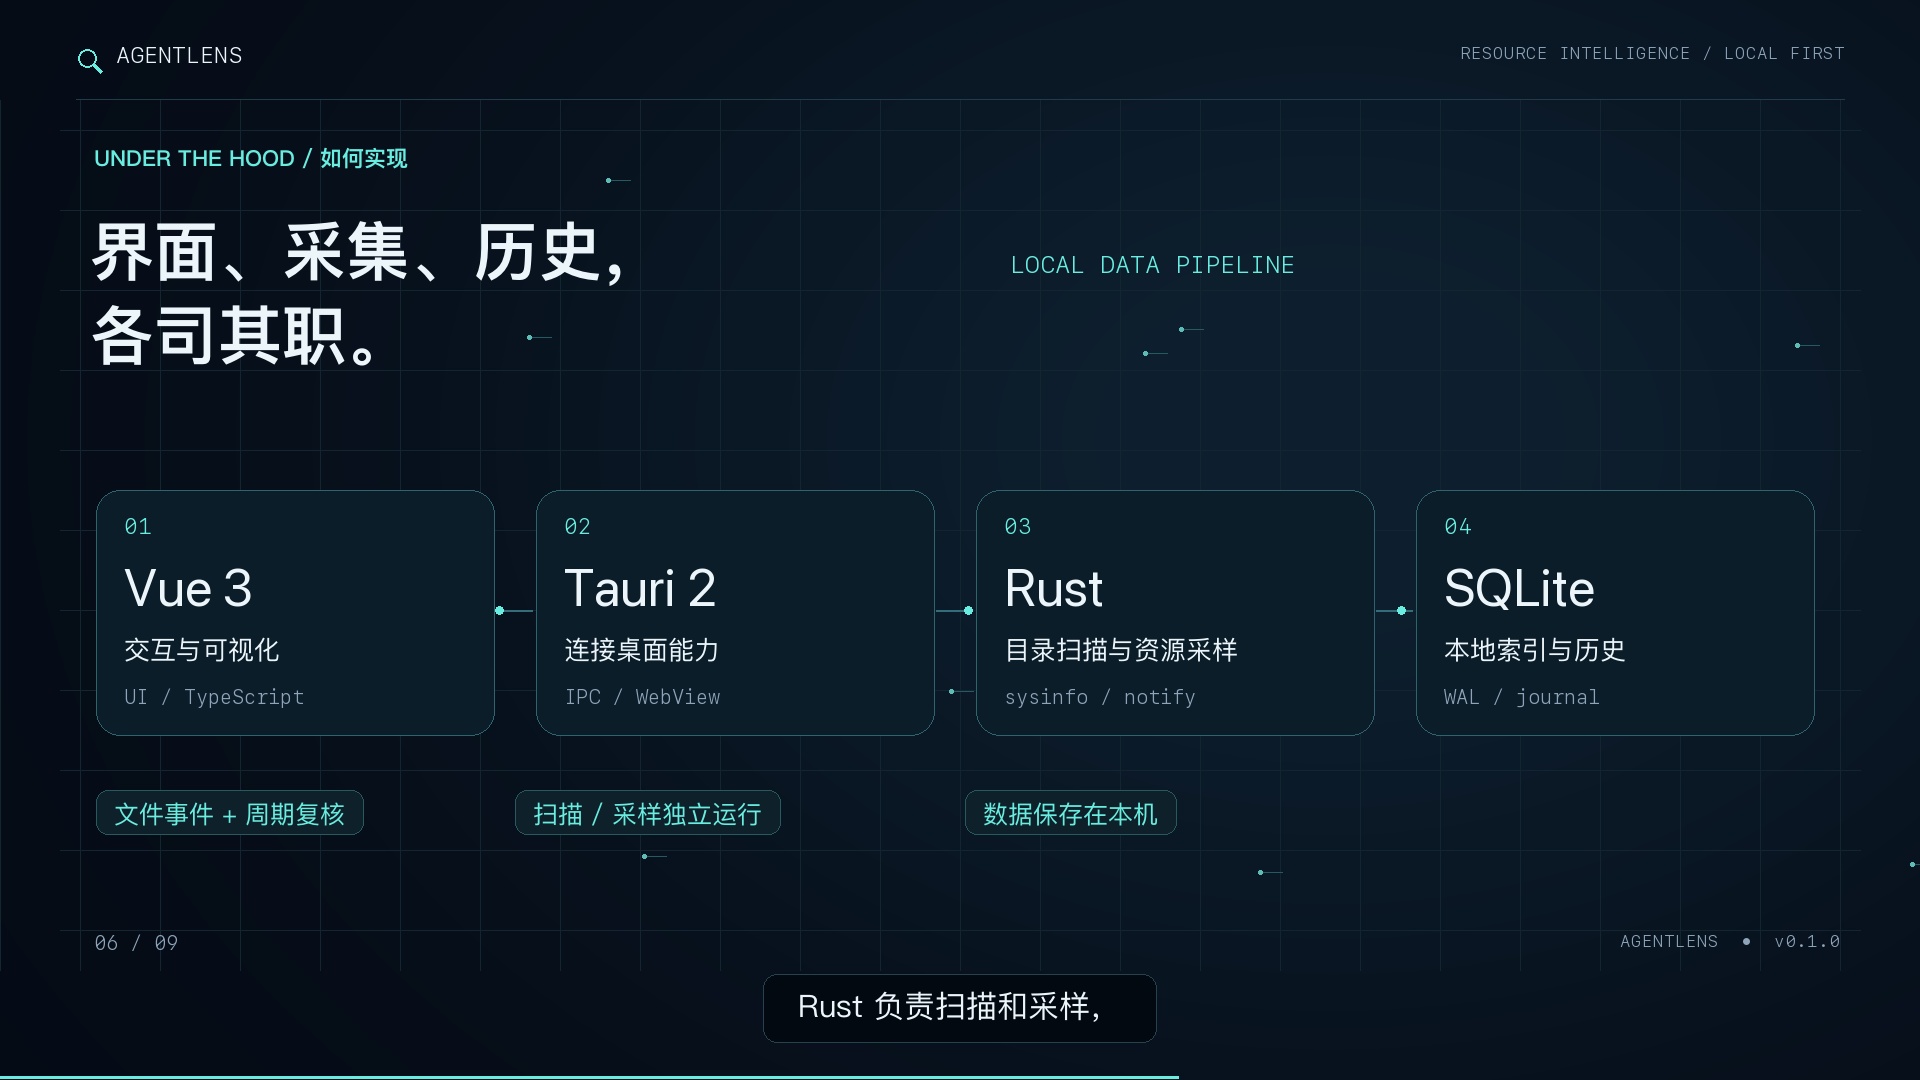 AGENTLENS
RESOURCE INTELLIGENCE / LOCAL FIRST
UNDER THE HOOD / 如何实现
界面、采集、历史，
各司其职。
LOCAL DATA PIPELINE
01
Vue 3
交互与可视化
UI / TypeScript
02
Tauri 2
连接桌面能力
IPC / WebView
03
Rust
目录扫描与资源采样
sysinfo / notify
04
SQLite
本地索引与历史
WAL / journal
文件事件 + 周期复核
扫描 / 采样独立运行
数据保存在本机
06 / 09
AGENTLENS ● v0.1.0
Rust 负责扫描和采样，